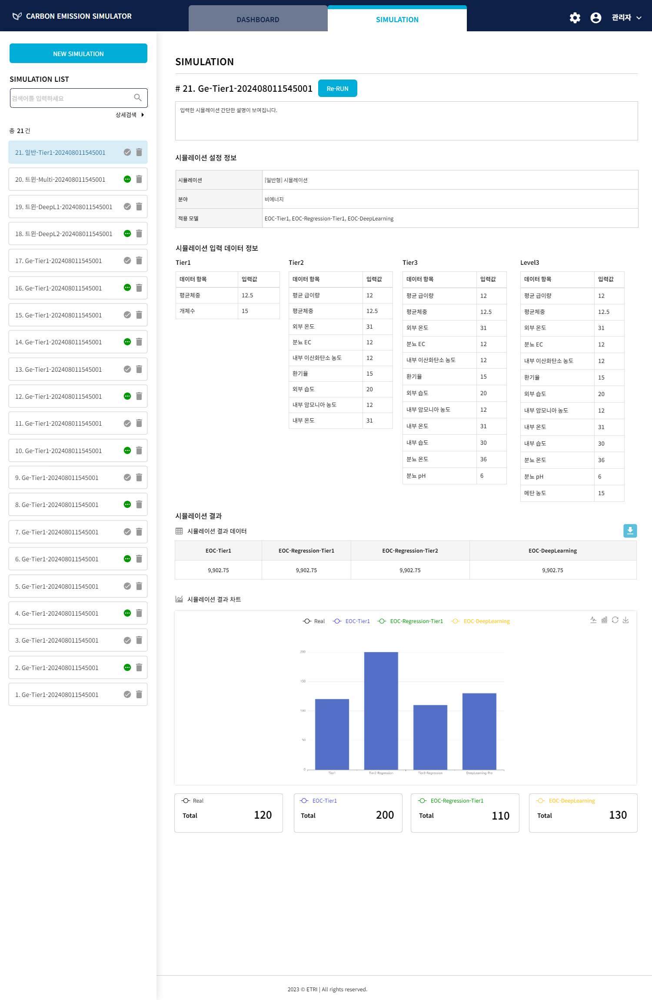 CARBON EMISSION SIMULATOR
DASHBOARD
SIMULATION
관리자
NEW SIMULATION
SIMULATION LIST
검색어를 입력하세요
상세검색
총 21건
21. 일반-Tier1-202408011545001
20. 트윈-Multi-202408011545001
19. 트윈-DeepL1-202408011545001
18. 트윈-DeepL2-202408011545001
17. Ge-Tier1-202408011545001
16. Ge-Tier1-202408011545001
15. Ge-Tier1-202408011545001
14. Ge-Tier1-202408011545001
13. Ge-Tier1-202408011545001
12. Ge-Tier1-202408011545001
11. Ge-Tier1-202408011545001
10. Ge-Tier1-202408011545001
9. Ge-Tier1-202408011545001
8. Ge-Tier1-202408011545001
7. Ge-Tier1-202408011545001
6. Ge-Tier1-202408011545001
5. Ge-Tier1-202408011545001
4. Ge-Tier1-202408011545001
3. Ge-Tier1-202408011545001
2. Ge-Tier1-202408011545001
1. Ge-Tier1-202408011545001
SIMULATION
# 21. Ge-Tier1-202408011545001 Re-RUN
입력한 시뮬레이션 간단한 설명이 보여집니다.
시뮬레이션 설정 정보
시뮬레이션 [일반형] 시뮬레이션
분야 비에너지
적용 모델 EOC-Tier1, EOC-Regression-Tier1, EOC-DeepLearning
시뮬레이션 입력 데이터 정보
Tier1
데이터 항목 입력값
평균체중 12.5
개체수 15
Tier2
데이터 항목 입력값
평균 급이량 12
평균체중 12.5
외부 온도 31
분뇨 EC 12
내부 이산화탄소 농도 12
환기율 15
외부 습도 20
내부 암모니아 농도 12
내부 온도 31
Tier3
데이터 항목 입력값
평균 급이량 12
평균체중 12.5
외부 온도 31
분뇨 EC 12
내부 이산화탄소 농도 12
환기율 15
외부 습도 20
내부 암모니아 농도 12
내부 온도 31
내부 습도 30
분뇨 온도 36
분뇨 pH 6
Level3
데이터 항목 입력값
평균 급이량 12
평균체중 12.5
외부 온도 31
분뇨 EC 12
내부 이산화탄소 농도 12
환기율 15
외부 습도 20
내부 암모니아 농도 12
내부 온도 31
내부 습도 30
분뇨 온도 36
분뇨 pH 6
메탄 농도 15
시뮬레이션 결과
시뮬레이션 결과 데이터
EOC-Tier1 EOC-Regression-Tier1 EOC-Regression-Tier2 EOC-DeepLearning
9,902.75 9,902.75 9,902.75 9,902.75
시뮬레이션 결과 차트
Real EOC-Tier1 EOC-Regression-Tier1 EOC-DeepLearning
200
150
100
50
0
Tier1 Tier2-Regression Tier3-Regression DeepLearning-Pre
Real
Total 120
EOC-Tier1
Total 200
EOC-Regression-Tier1
Total 110
EOC-DeepLearning
Total 130
2023 © ETRI | All rights reserved.